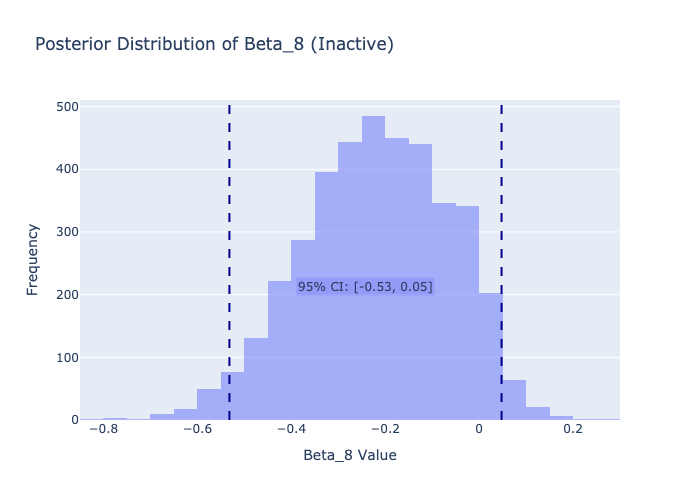 Posterior Distribution of Beta_8 (Inactive)
500
400
300
200
100
0
Frequency
95% CI: [-0.53, 0.05]
−0.8 −0.6 −0.4 −0.2 0 0.2
Beta_8 Value